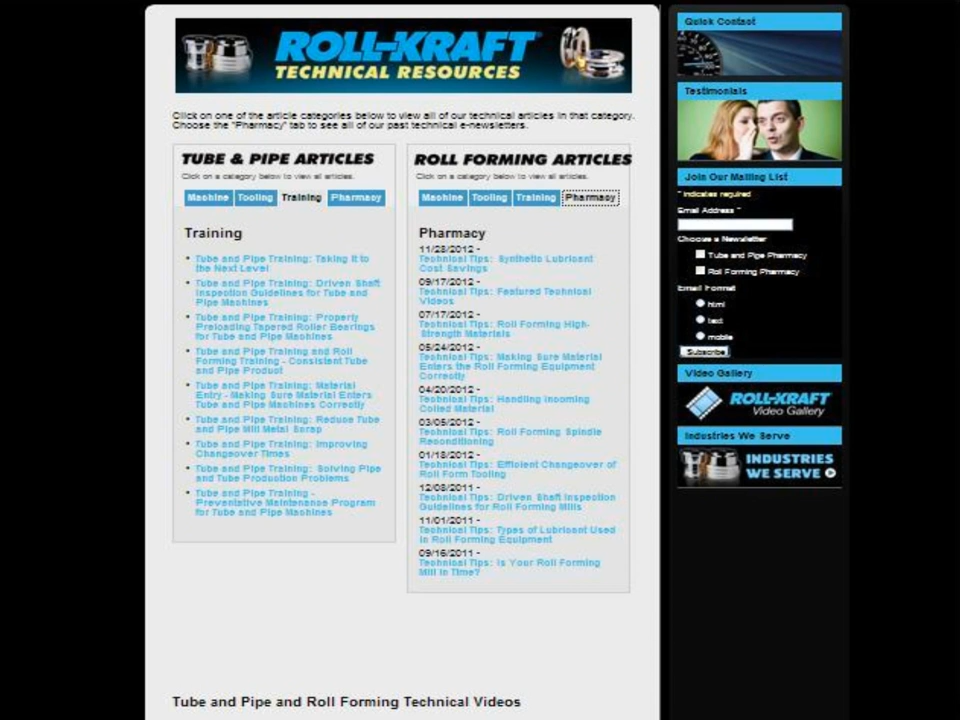 ROLL-KRAFT
TECHNICAL RESOURCES
Click on one of the article categories below to view all of our technical articles in that category.
Choose the "Pharmacy" tab to see all of our past technical e-newsletters.
TUBE & PIPE ARTICLES
Click on a category below to view all articles.
Machine Tooling Training Pharmacy
Training
• Tube and Pipe Training: Taking it to
the Next Level
• Tube and Pipe Training: Driven Shaft
Inspection Guidelines for Tube and
Pipe Machines
• Tube and Pipe Training: Properly
Preloading Tapered Roller Bearings
for Tube and Pipe Machines
• Tube and Pipe Training and Roll
Forming Training - Consistent Tube
and Pipe Product
• Tube and Pipe Training: Material
Entry - Making Sure Material Enters
Tube and Pipe Machines Correctly
• Tube and Pipe Training: Reduce Tube
and Pipe Mill Metal Scrap
• Tube and Pipe Training: Improving
Changeover Times
• Tube and Pipe Training: Solving Pipe
and Tube Production Problems
• Tube and Pipe Training -
Preventative Maintenance Program
for Tube and Pipe Machines
ROLL FORMING ARTICLES
Click on a category below to view all articles.
Machine Tooling Training Pharmacy
Pharmacy
11/28/2012 -
Technical Tips: Synthetic Lubricant
Cost Savings
09/17/2012 -
Technical Tips: Featured Technical
Videos
07/17/2012 -
Technical Tips: Roll Forming High-
Strength Materials
05/24/2012 -
Technical Tips: Making Sure Material
Enters the Roll Forming Equipment
Correctly
04/20/2012 -
Technical Tips: Handling Incoming
Coiled Material
03/05/2012 -
Technical Tips: Roll Forming Spindle
Reconditioning
01/18/2012 -
Technical Tips: Efficient Changeover of
Roll Form Tooling
12/08/2011 -
Technical Tips: Driven Shaft Inspection
Guidelines for Roll Forming Mills
11/01/2011 -
Technical Tips: Types of Lubricant Used
in Roll Forming Equipment
09/16/2011 -
Technical Tips: Is Your Roll Forming
Mill in Time?
Tube and Pipe and Roll Forming Technical Videos
Quick Contact
Testimonials
Join Our Mailing List
* indicates required
Email Address *
Choose a Newsletter
Tube and Pipe Pharmacy
Roll Forming Pharmacy
Email Format
html
text
mobile
Subscribe
Video Gallery
ROLL-KRAFT
Video Gallery
Industries We Serve
INDUSTRIES
WE SERVE